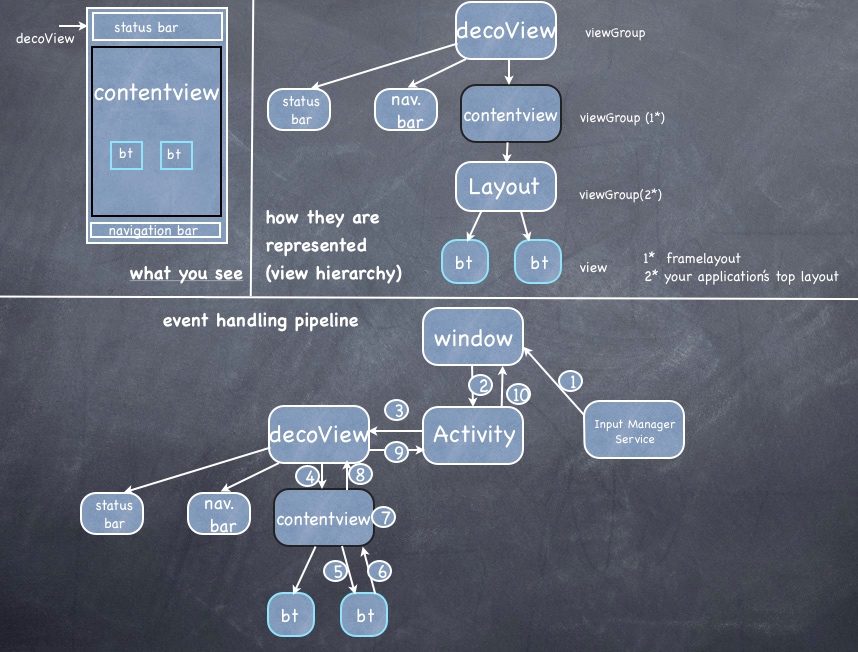 decoView
status bar
contentview
bt
bt
navigation bar
what you see
decoView
viewGroup
status
bar
nav.
bar
contentview
viewGroup (1*)
Layout
viewGroup(2*)
how they are
represented
(view hierarchy)
bt
bt
view
1* framelayout
2* your application's top layout
event handling pipeline
window
1
2
10
Input Manager
Service
decoView
3
9
Activity
4
8
status
bar
nav.
bar
contentview
7
5
6
bt
bt